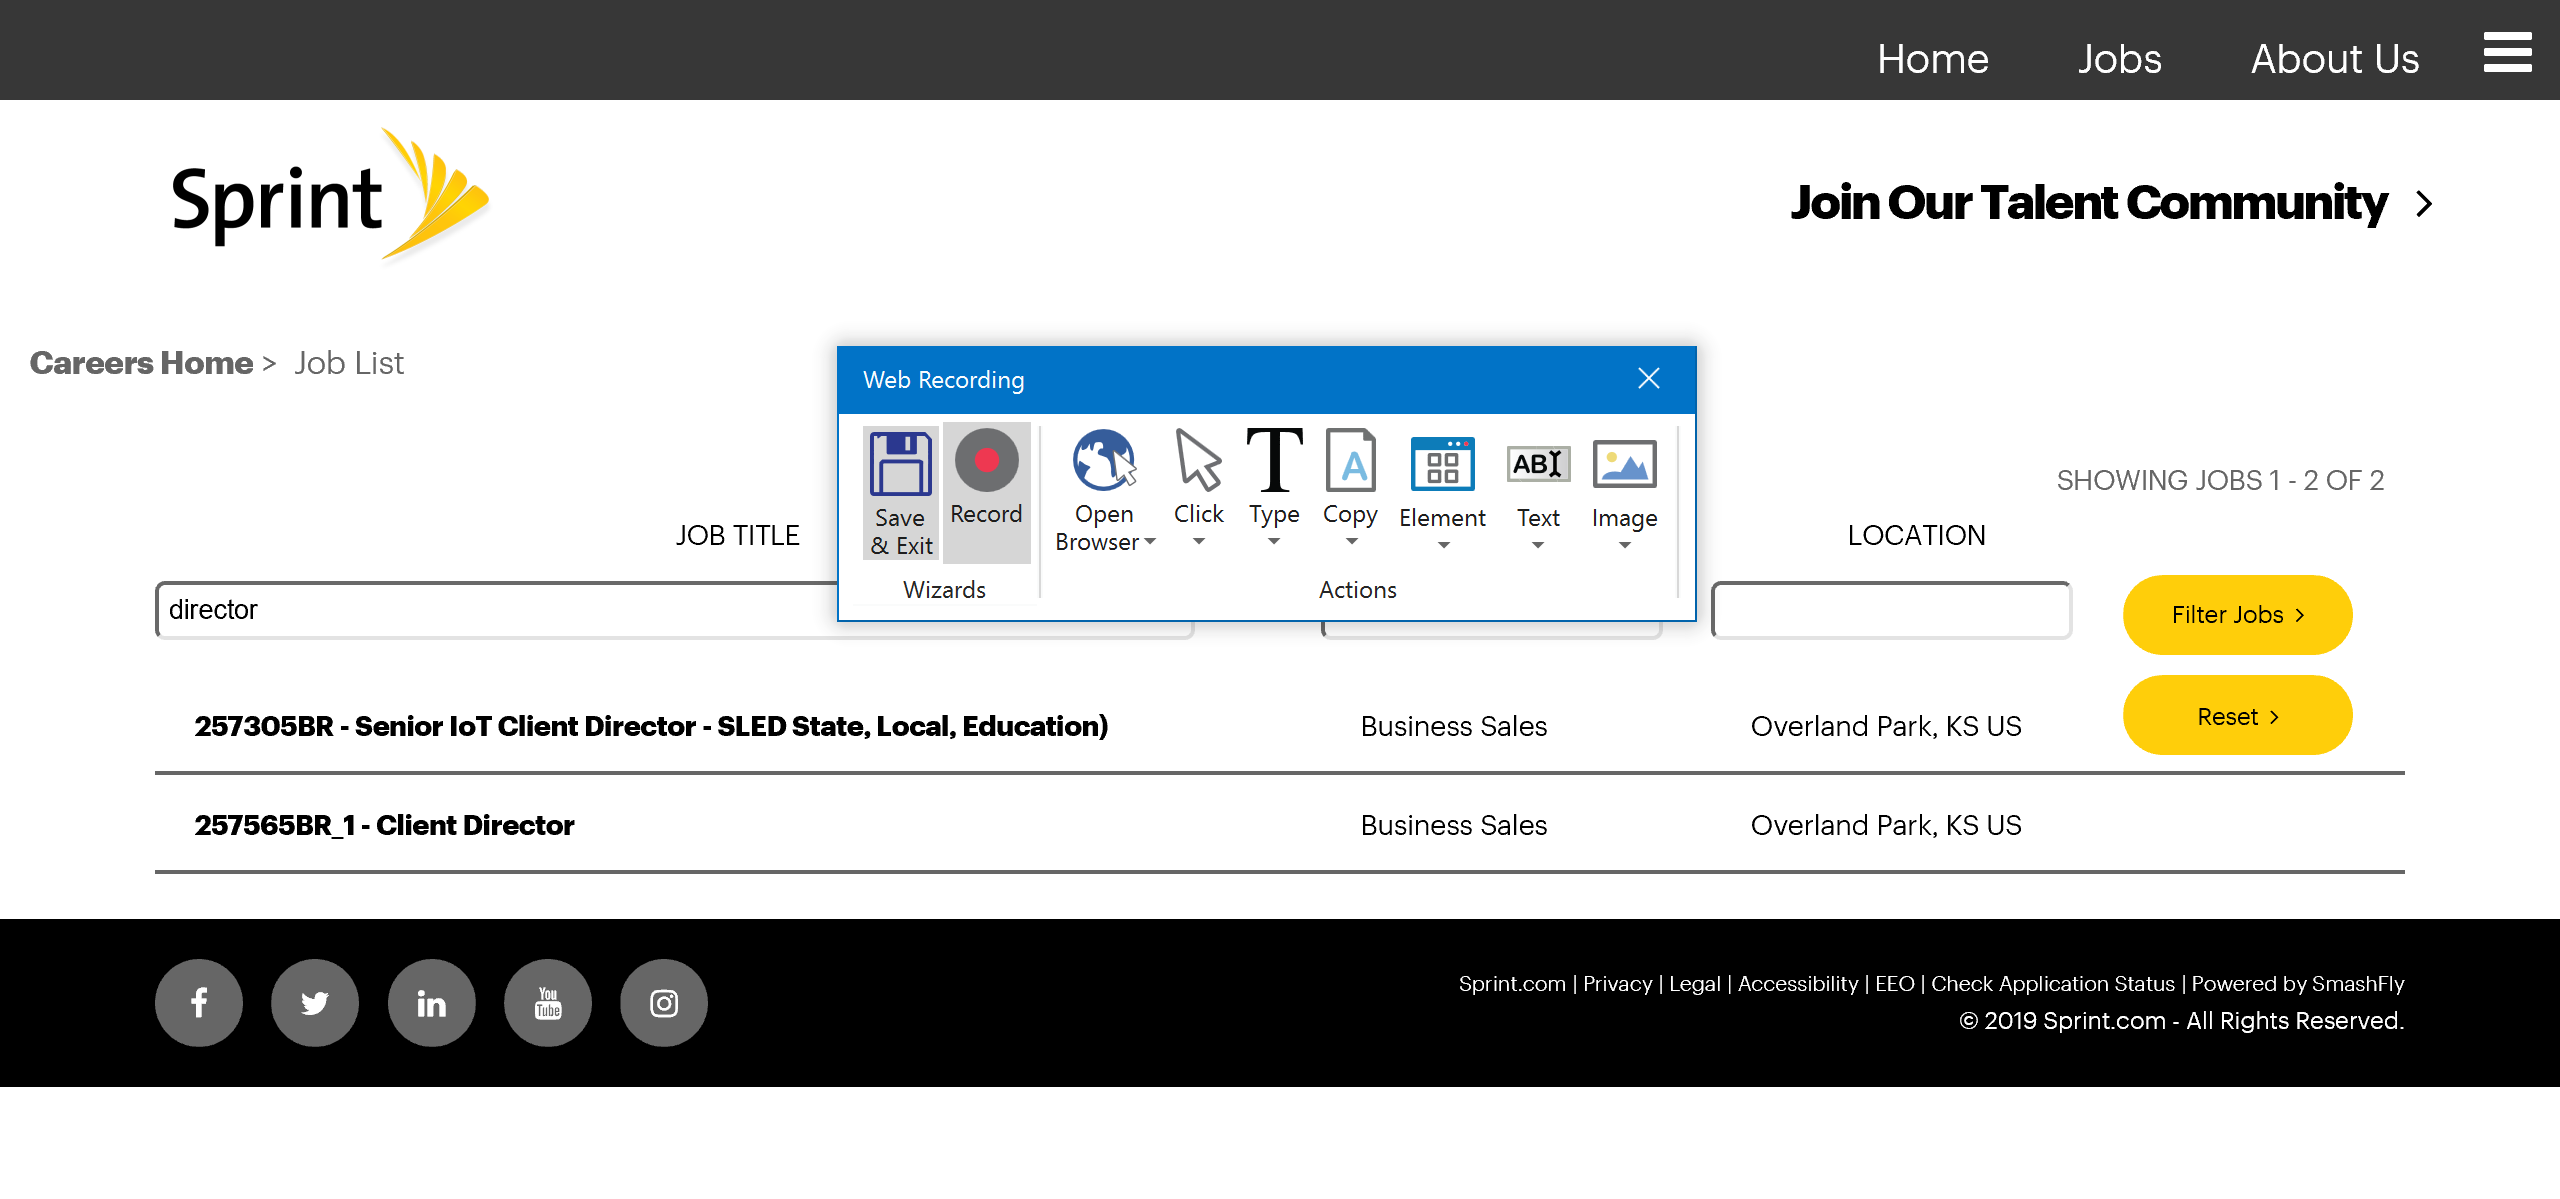 Home Jobs About Us
Sprint
Join Our Talent Community >
Careers Home > Job List
Web Recording
Save & Exit
Record
Wizards
Open Browser
Click
Type
A
Copy
Element
ABI
Text
Image
Actions
SHOWING JOBS 1 - 2 OF 2
JOB TITLE
LOCATION
director
Filter Jobs >
257305BR - Senior IoT Client Director - SLED State, Local, Education) Business Sales Overland Park, KS US
Reset >
257565BR_1 - Client Director Business Sales Overland Park, KS US
f
in
You Tube
Sprint.com | Privacy | Legal | Accessibility | EEO | Check Application Status | Powered by SmashFly
© 2019 Sprint.com - All Rights Reserved.